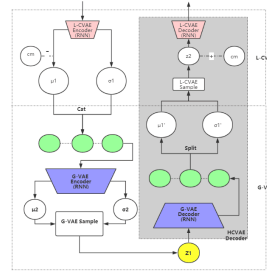 L-CVAE
Encoder
(RNN)
cm
-
μ1
σ1
Cat
G-VAE
Encoder
(RNN)
μ2
σ2
G-VAE Sample
L-CVAE
Decoder
(RNN)
z2
+
cm
L-CVAE
Sample
μ1'
σ1'
Split
G-VAE
Decoder
(RNN)
HCVAE
Decoder
Z1
L-CV
G-V